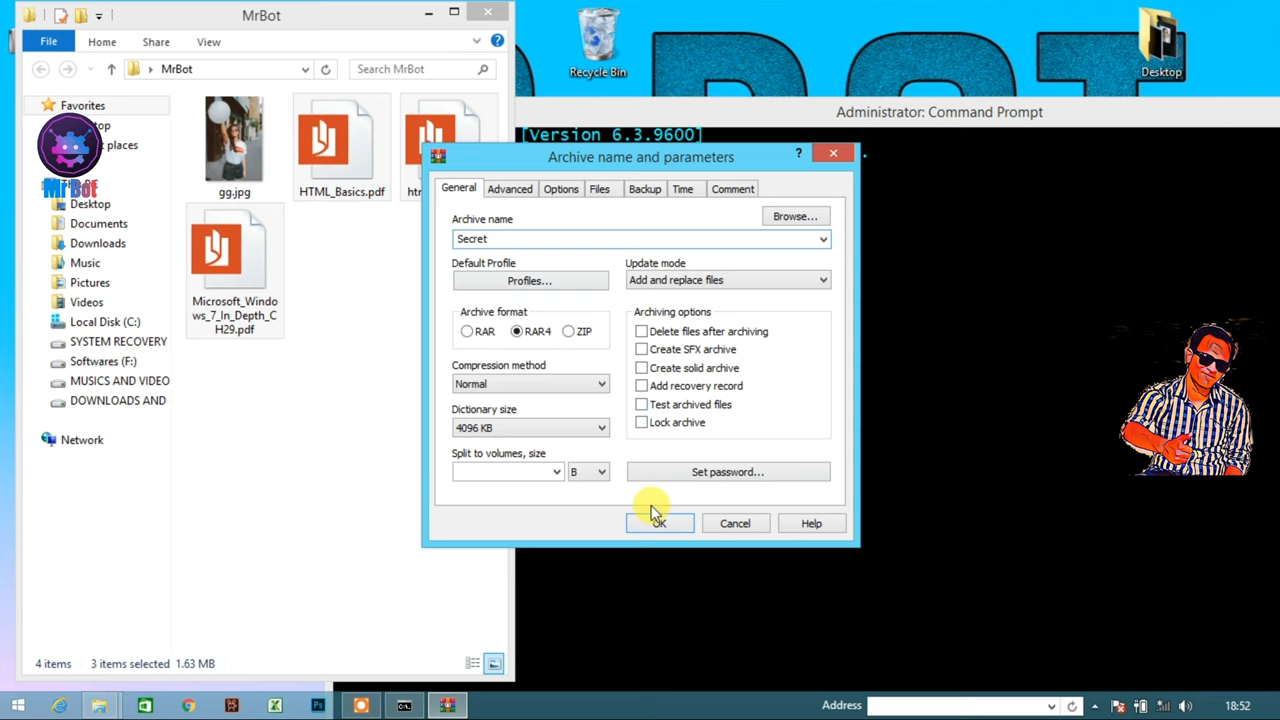 MrBot
File
Home
Share
View
MrBot
Search MrBot
Favorites
MrBot
Desktop
Documents
Downloads
Music
Pictures
Videos
Local Disk (C:)
SYSTEM RECOVERY
Softwares (F:)
MUSICS AND VIDEO
DOWNLOADS AND
Network
gg.jpg
HTML_Basics.pdf
Microsoft_Windo
ws_7_In_Depth_C
H29.pdf
4 items
3 items selected 1.63 MB
Recycle Bin
Desktop
Administrator: Command Prompt
[Version 6.3.9600]
Archive name and parameters
General
Advanced
Options
Files
Backup
Time
Comment
Archive name
Browse...
Secret
Default Profile
Profiles...
Update mode
Add and replace files
Archive format
RAR
RAR4
ZIP
Archiving options
Delete files after archiving
Create SFX archive
Create solid archive
Add recovery record
Test archived files
Lock archive
Compression method
Normal
Dictionary size
4096 KB
Split to volumes, size
B
Set password...
OK
Cancel
Help
Address
18:52